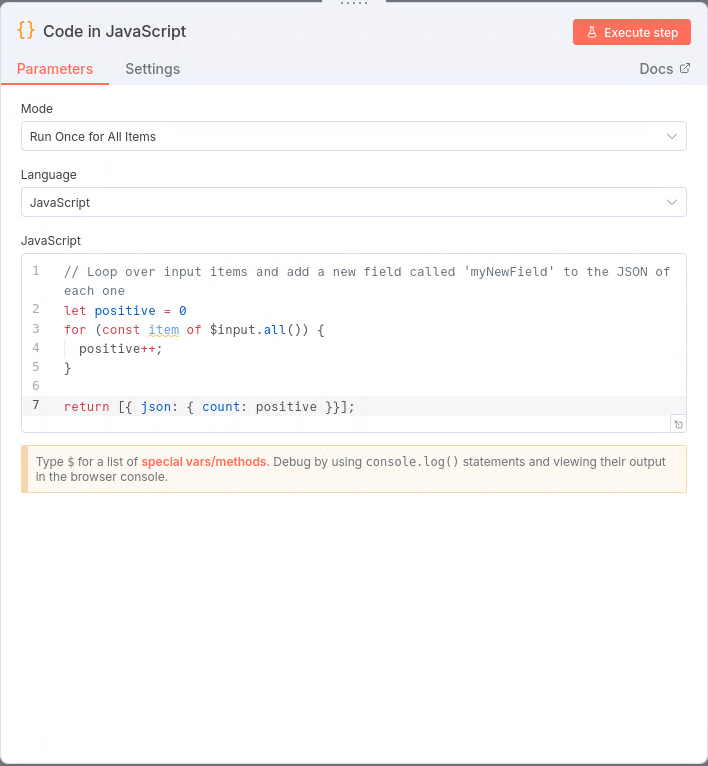 {} Code in JavaScript
Execute step
Parameters
Settings
Docs
Mode
Run Once for All Items
Language
JavaScript
JavaScript
1 // Loop over input items and add a new field called 'myNewField' to the JSON of
each one
2 let positive = 0
3 for (const item of $input.all()) {
4   positive++;
5 }
6
7 return [{ json: { count: positive }}];
Type $ for a list of special vars/methods. Debug by using console.log() statements and viewing their output
in the browser console.